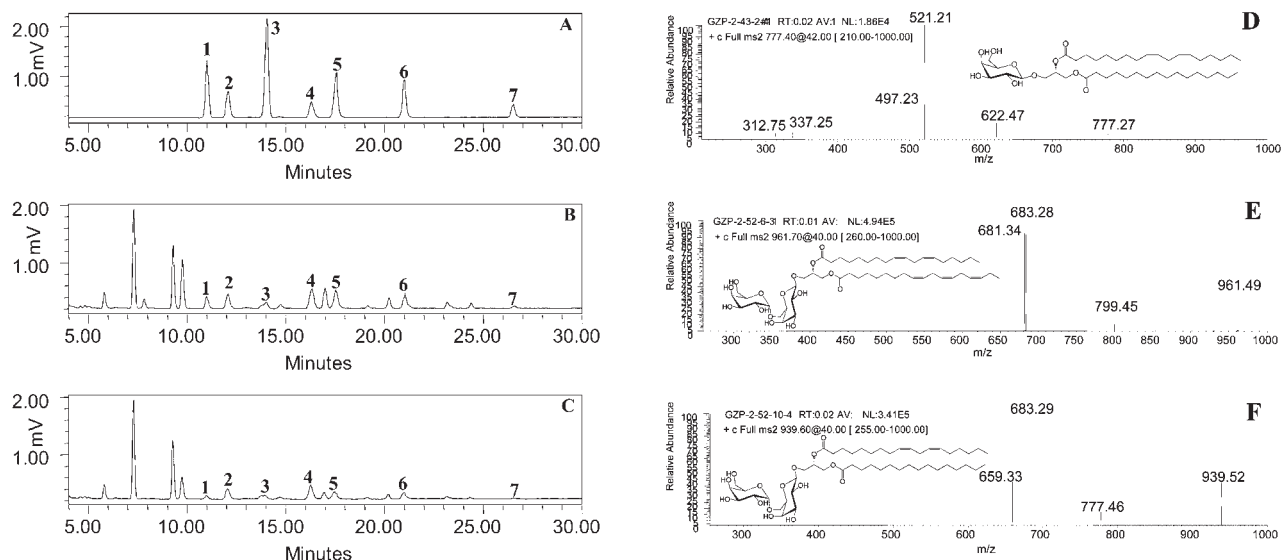 2.00
1.00
mV
A
1
2
3
4
5
6
7
5.00 10.00 15.00 20.00 25.00 30.00
Minutes
2.00
1.00
mV
B
1
2
3
4
5
6
7
5.00 10.00 15.00 20.00 25.00 30.00
Minutes
2.00
1.00
mV
C
1
2
3
4
5
6
7
5.00 10.00 15.00 20.00 25.00 30.00
Minutes
GZP-2-43-2#1 RT:0.02 AV:1 NL:1.86E4
+ c Full ms2 777.40@42.00 [ 210.00-1000.00]
D
521.21
497.23
312.75
337.25
622.47
777.27
Relative Abundance
300 400 500 600 700 800 900 1000
m/z
GZP-2-52-6-31 RT:0.01 AV: NL:4.94E5
+ c Full ms2 961.70@40.00 [ 260.00-1000.00]
E
683.28
681.34
799.45
961.49
Relative Abundance
300 350 400 450 500 550 600 650 700 750 800 850 900 950 1000
m/z
GZP-2-52-10-4 RT:0.02 AV: NL:3.41E5
+ c Full ms2 939.60@40.00 [ 255.00-1000.00]
F
683.29
659.33
777.46
939.52
Relative Abundance
300 400 500 600 700 800 900 1000
m/z